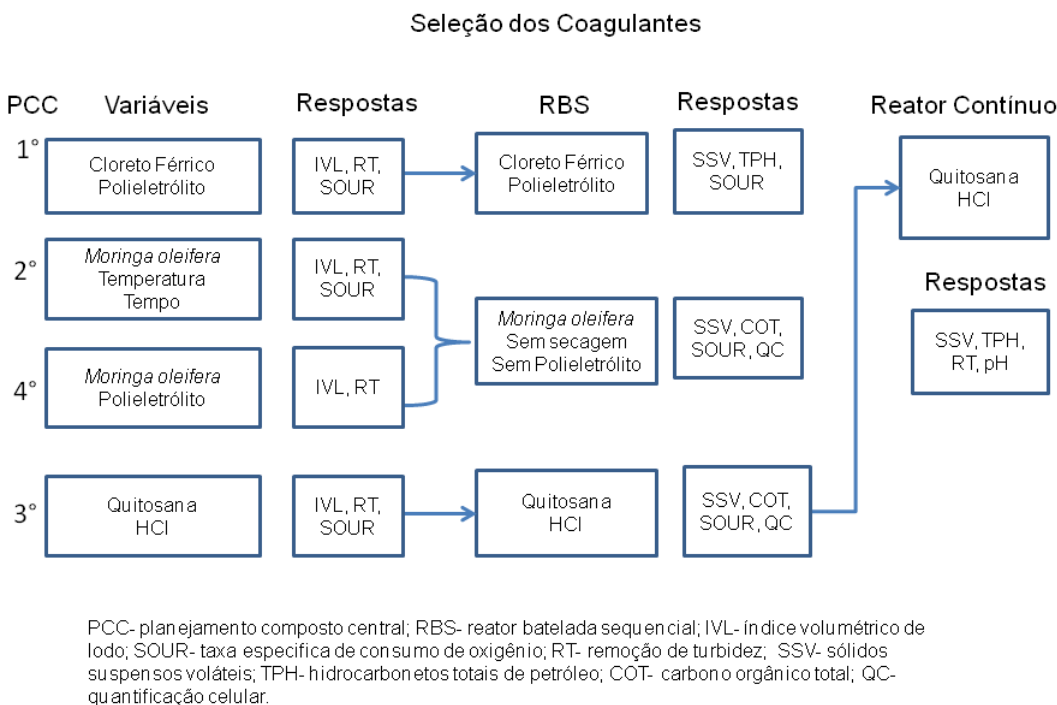 Seleção dos Coagulantes
PCC
Variáveis
Respostas
RBS
Respostas
Reator Contínuo
1°
Cloreto Férrico
Polieletrólito
IVL, RT,
SOUR
Cloreto Férrico
Polieletrólito
SSV, TPH,
SOUR
Quitosana
HCl
2°
Moringa oleifera
Temperatura
Tempo
IVL, RT,
SOUR
Moringa oleifera
Sem secagem
Sem Polieletrólito
SSV, COT,
SOUR, QC
Respostas
SSV, TPH,
RT, pH
4°
Moringa oleifera
Polieletrólito
IVL, RT
3°
Quitosana
HCl
IVL, RT,
SOUR
Quitosana
HCl
SSV, COT,
SOUR, QC
PCC- planejamento composto central; RBS- reator batelada sequencial; IVL- índice volumétrico de
lodo; SOUR- taxa especifica de consumo de oxigênio; RT- remoção de turbidez; SSV- sólidos
suspensos voláteis; TPH- hidrocarbonetos totais de petróleo; COT- carbono orgânico total; QC-
quantificação celular.